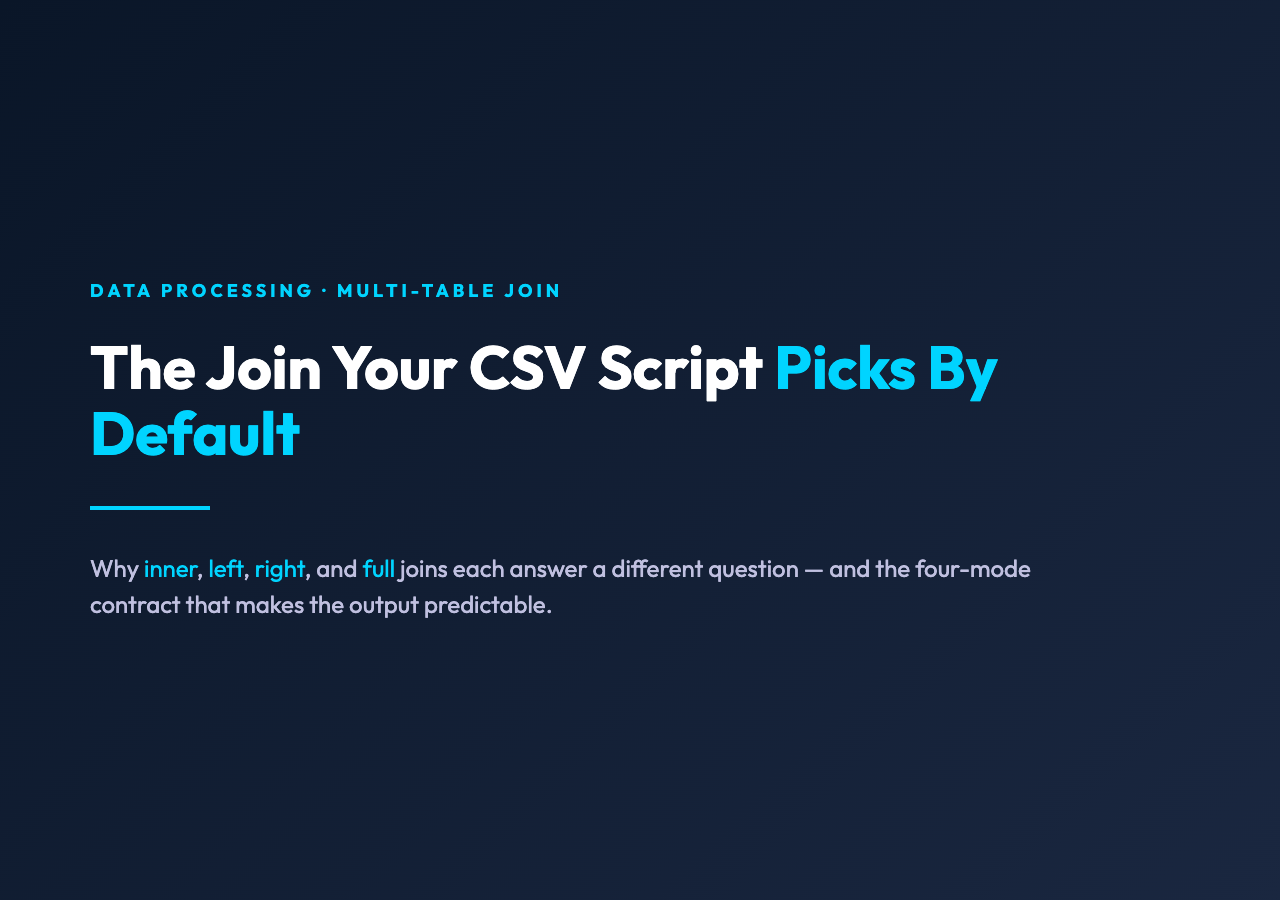 DATA PROCESSING · MULTI-TABLE JOIN
The Join Your CSV Script Picks By
Default
Why inner, left, right, and full joins each answer a different question — and the four-mode
contract that makes the output predictable.